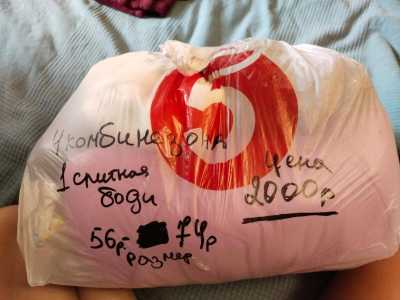 4 комбинезона
1 слитная
боди
56р- 74р
размер
цена
2000р